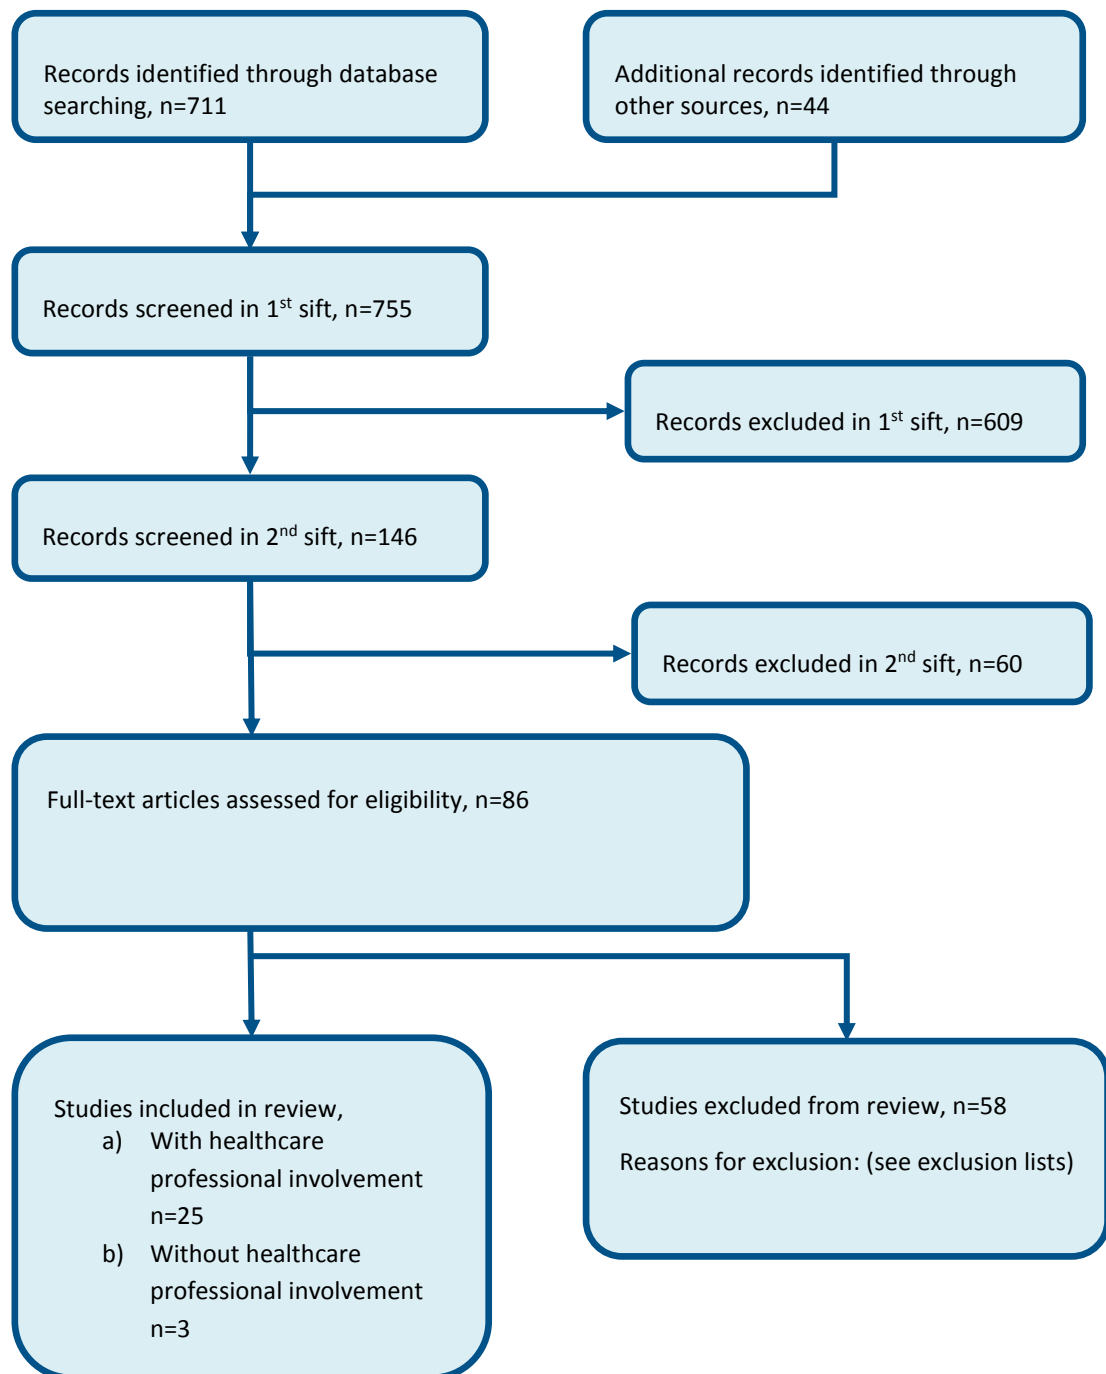 Records identified through database
searching, n=711
Additional records identified through
other sources, n=44
Records screened in 1st sift, n=755
Records excluded in 1st sift, n=609
Records screened in 2nd sift, n=146
Records excluded in 2nd sift, n=60
Full-text articles assessed for eligibility, n=86
Studies included in review,
a) With healthcare
professional involvement
n=25
b) Without healthcare
professional involvement
n=3
Studies excluded from review, n=58
Reasons for exclusion: (see exclusion lists)